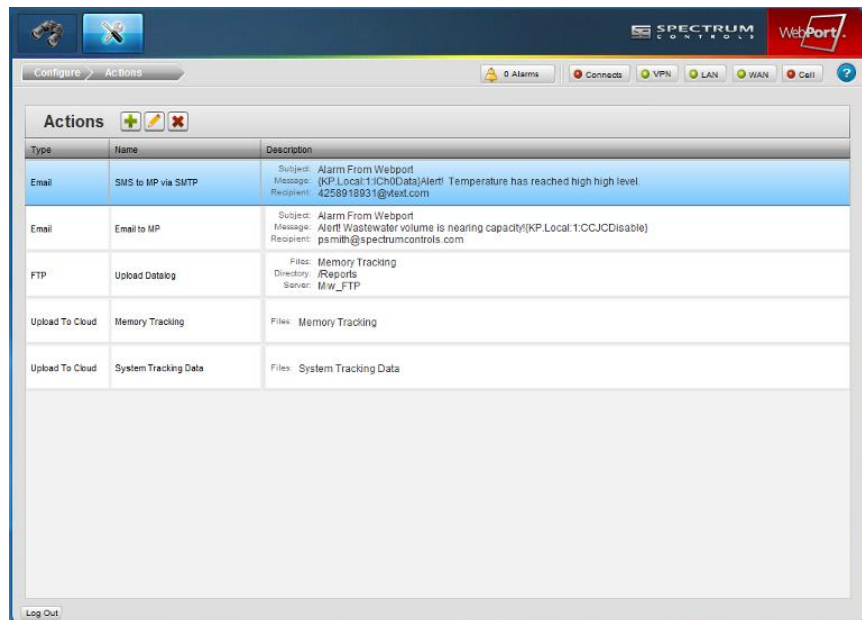 SPECTRUM
CONTROLS
WebPort.
Configure
Actions
0 Alarms
Connects
VPN
LAN
WAN
Cell
?
Actions
Type Name Description
Email SMS to MP via SMTP
Subject: Alarm From Webport
Message: {KP.Local:1:ICh0Data}Alert! Temperature has reached high high level.
Recipient: 4258918931@vtext.com
Email Email to MP
Subject: Alarm From Webport
Message: Alert! Wastewater volume is nearing capacity!{KP.Local:1:CCJCDisable}
Recipient: psmith@spectrumcontrols.com
FTP Upload Datalog
Files: Memory Tracking
Directory: /Reports
Server: Mw_FTP
Upload To Cloud Memory Tracking Files: Memory Tracking
Upload To Cloud System Tracking Data Files: System Tracking Data
Log Out